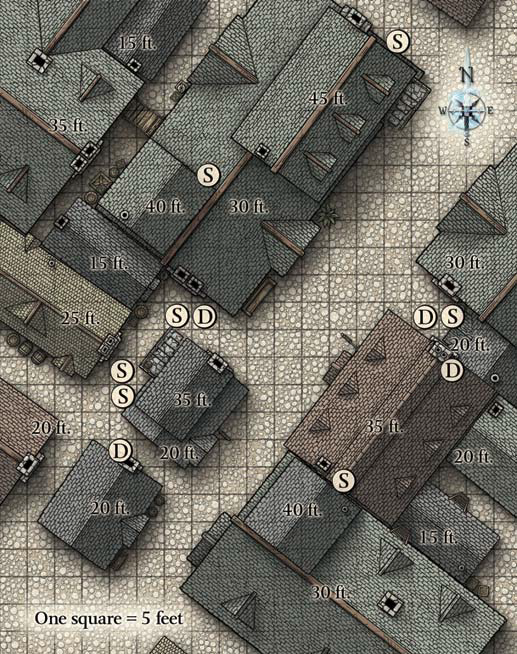 S
15 ft.
N
45 ft.
W E
35 ft.
S
S
40 ft.
30 ft.
15 ft.
30 ft.
25 ft.
S D
D S
20 ft.
S
D
S
35 ft.
20 ft.
35 ft.
D
20 ft.
20 ft.
S
20 ft.
40 ft.
15 ft.
30 ft.
One square = 5 feet